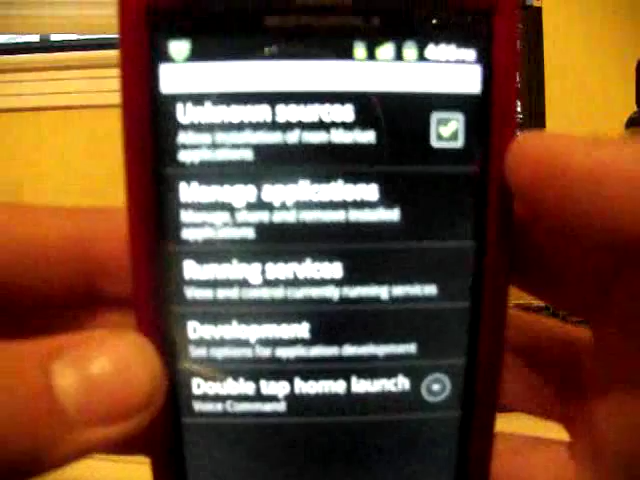 Unknown sources
Allow installation of non-Market
applications
Manage applications
Manage, share and remove installed
applications
Running services
View and control currently running services
Development
Set options for application development
Double tap home launch
Voice Command